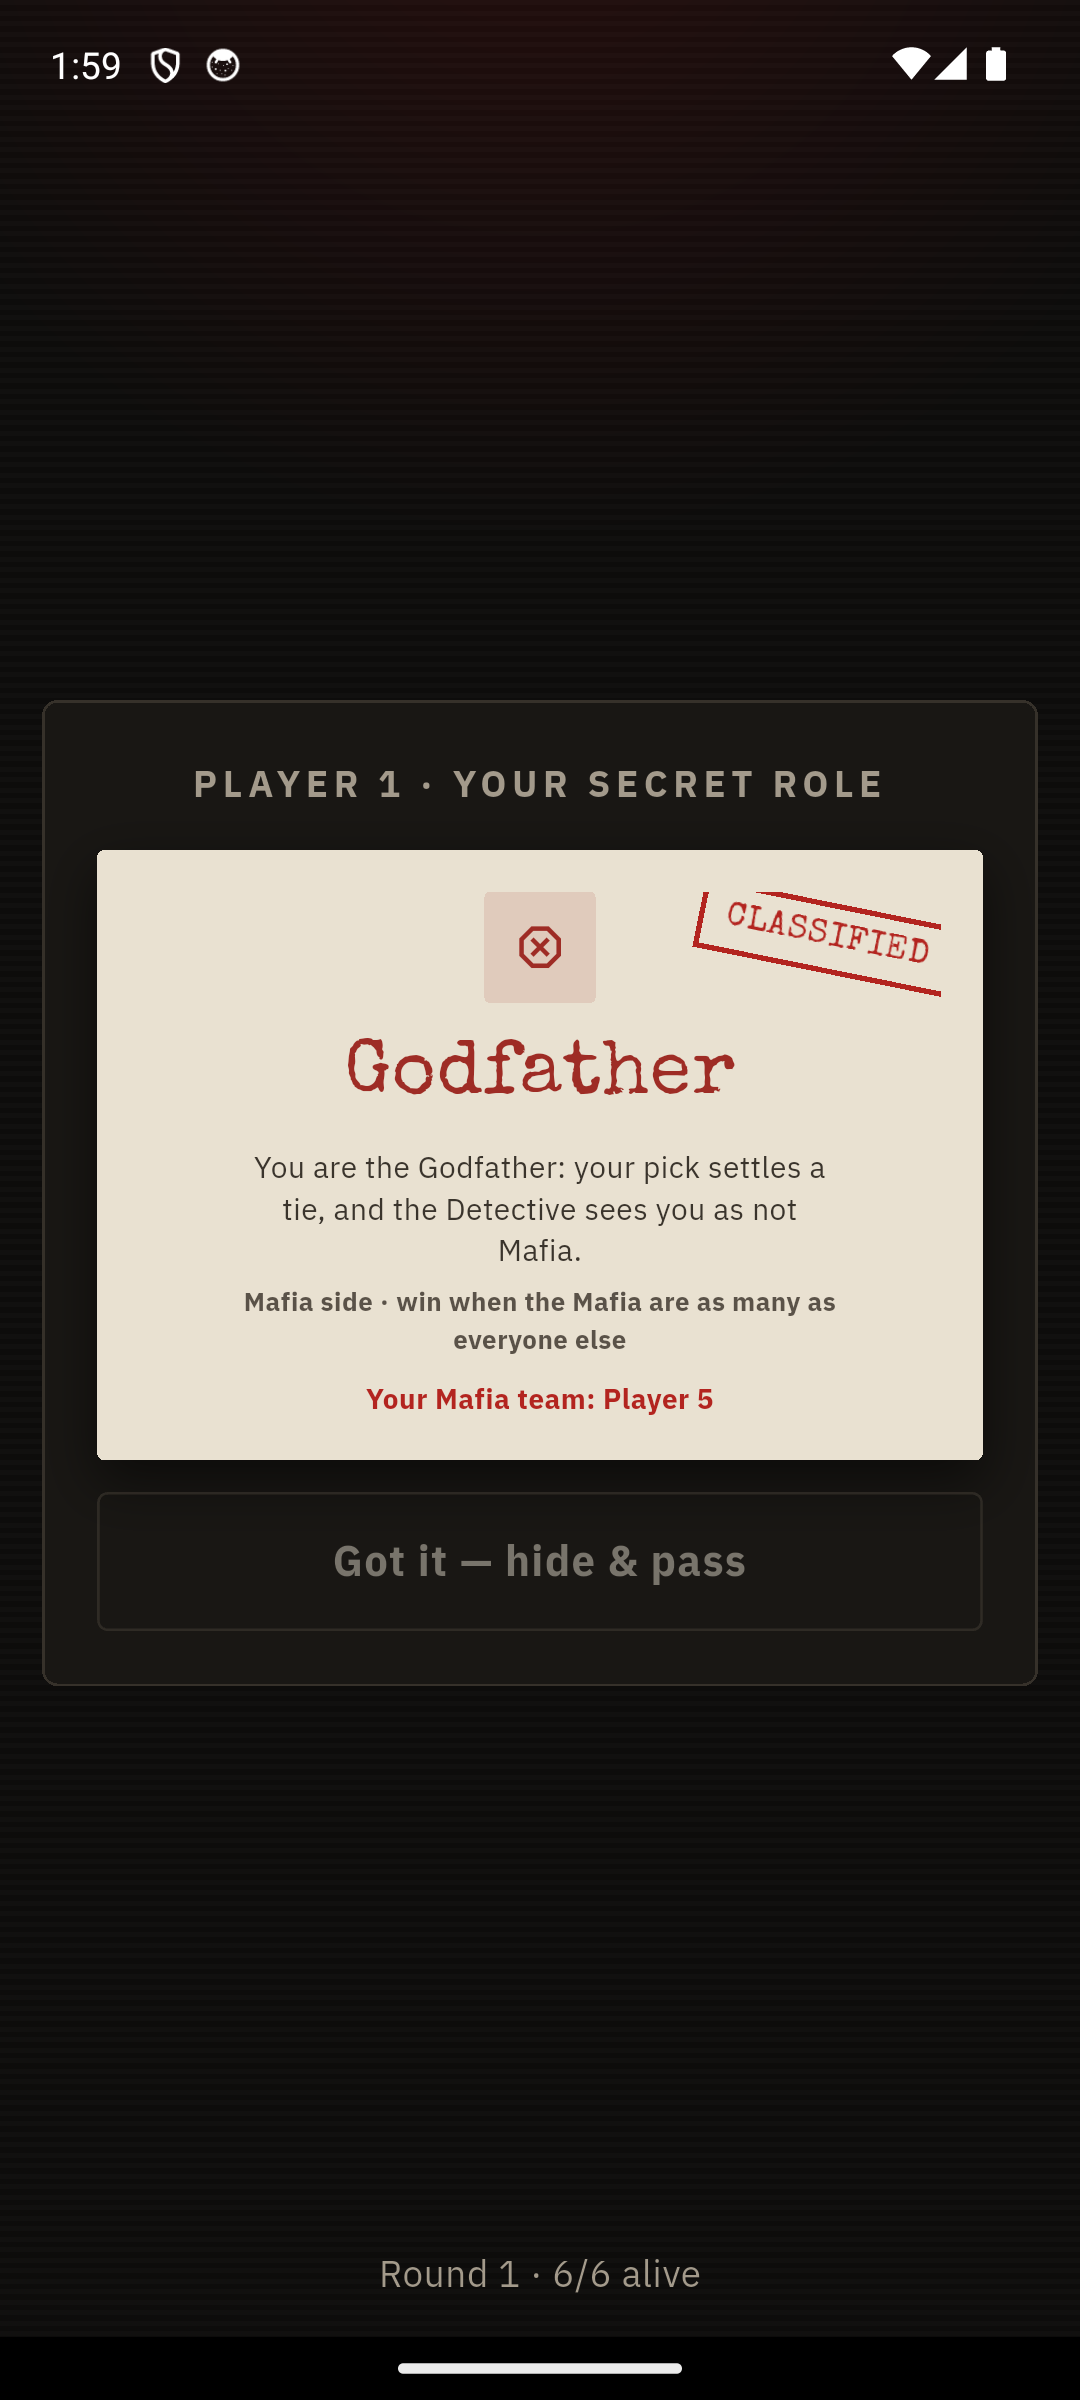 1:59
PLAYER 1 · YOUR SECRET ROLE
CLASSIFIED
Godfather
You are the Godfather: your pick settles a
tie, and the Detective sees you as not
Mafia.
Mafia side · win when the Mafia are as many as
everyone else
Your Mafia team: Player 5
Got it — hide & pass
Round 1 · 6/6 alive